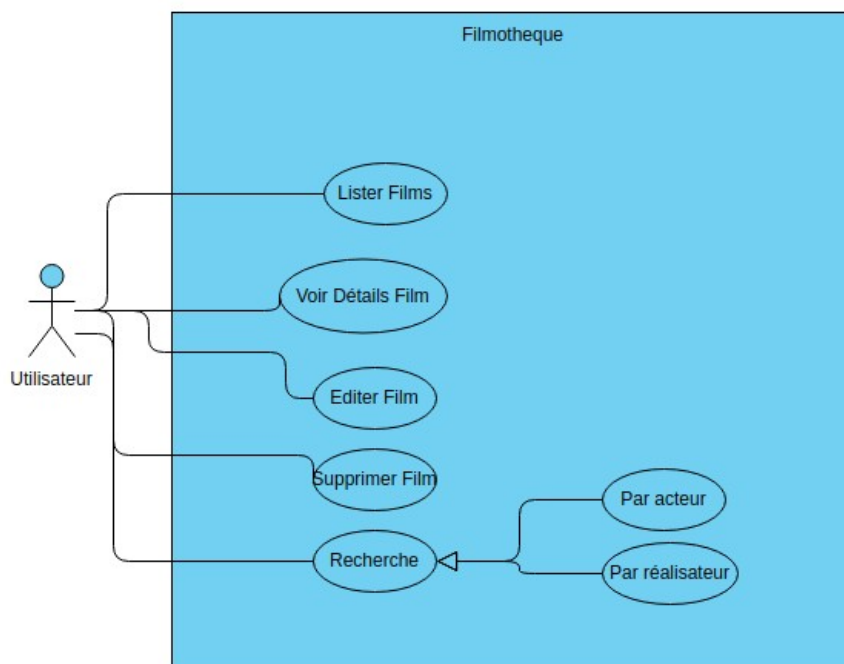 Filmotheque
Lister Films
Voir Détails Film
Utilisateur
Editer Film
Supprimer Film
Par acteur
Recherche
Par réalisateur